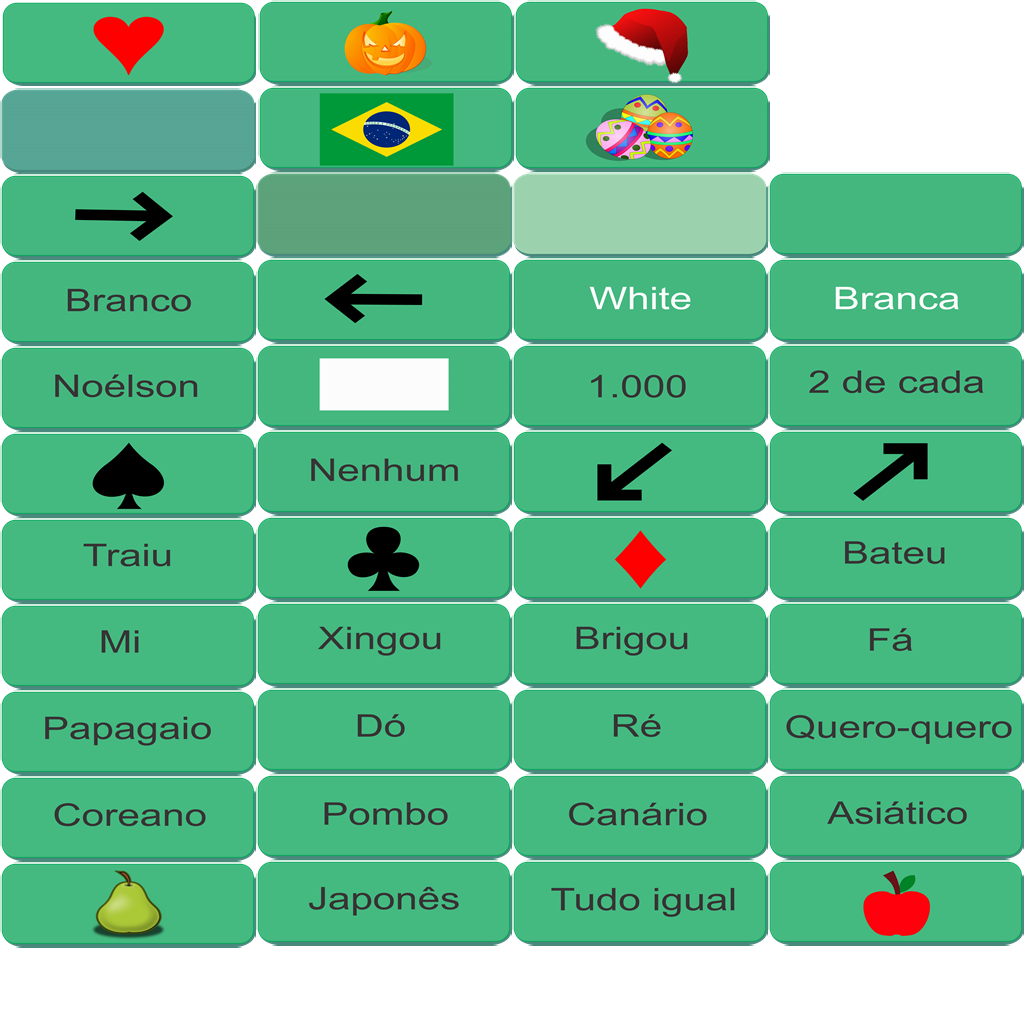 Branco
White
Branca
Noélson
1.000
2 de cada
Nenhum
Traiu
Bateu
Mi
Xingou
Brigou
Fá
Papagaio
Dó
Ré
Quero-quero
Coreano
Pombo
Canário
Asiático
Japonês
Tudo igual